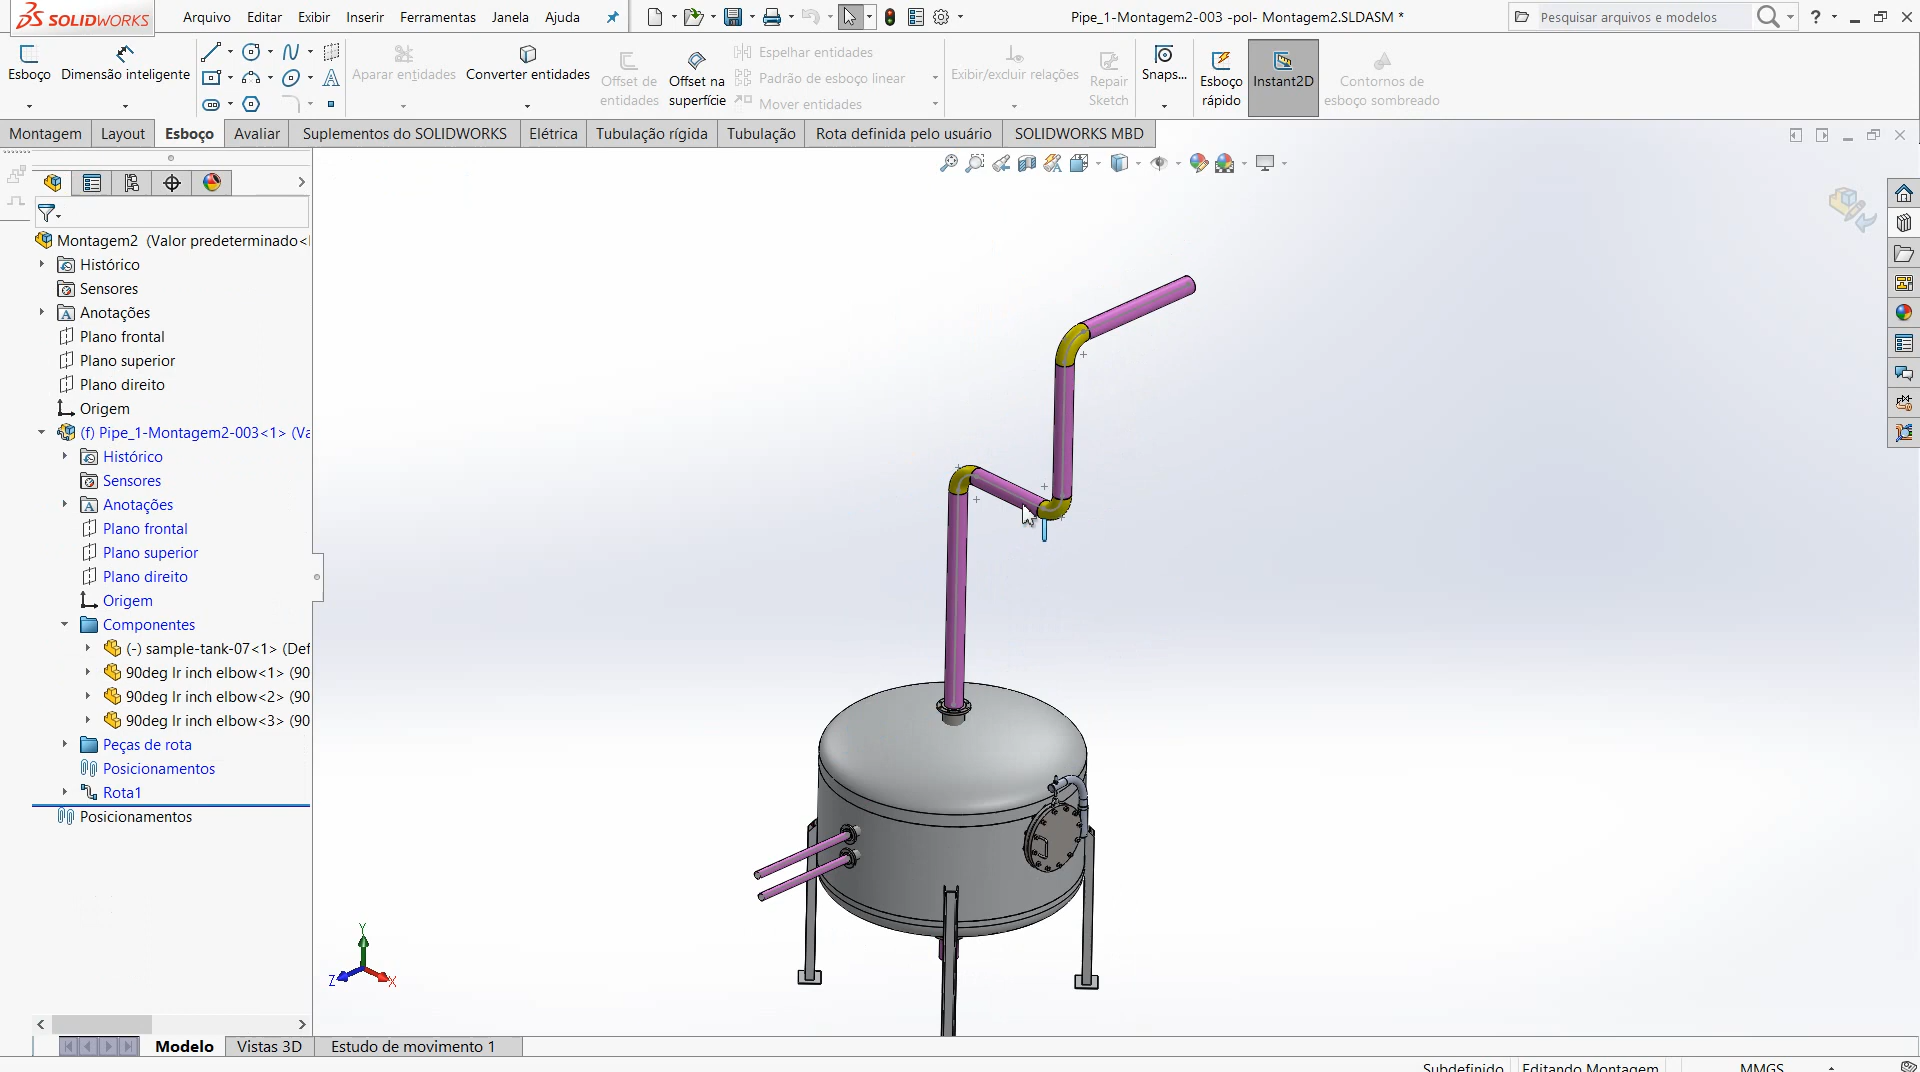 SOLIDWORKS
Arquivo Editar Exibir Inserir Ferramentas Janela Ajuda
Pipe_1-Montagem2-003 -pol- Montagem2.SLDASM *
Pesquisar arquivos e modelos
Esboço
Dimensão inteligente
Aparar entidades
Converter entidades
Offset de entidades
Offset na superfície
Espelhar entidades
Padrão de esboço linear
Mover entidades
Exibir/excluir relações
Repair Sketch
Snaps...
Esboço rápido
Instant2D
Contornos de esboço sombreado
Montagem Layout Esboço Avaliar Suplementos do SOLIDWORKS Elétrica Tubulação rígida Tubulação Rota definida pelo usuário SOLIDWORKS MBD
Montagem2 (Valor predeterminado<
Histórico
Sensores
Anotações
Plano frontal
Plano superior
Plano direito
Origem
(f) Pipe_1-Montagem2-003<1> (Va
Histórico
Sensores
Anotações
Plano frontal
Plano superior
Plano direito
Origem
Componentes
(-) sample-tank-07<1> (Def
90deg lr inch elbow<1> (90
90deg lr inch elbow<2> (90
90deg lr inch elbow<3> (90
Peças de rota
Posicionamentos
Rota1
Posicionamentos
Y
Z
X
Modelo Vistas 3D Estudo de movimento 1
Subdefinido Editando Montagem MMGS